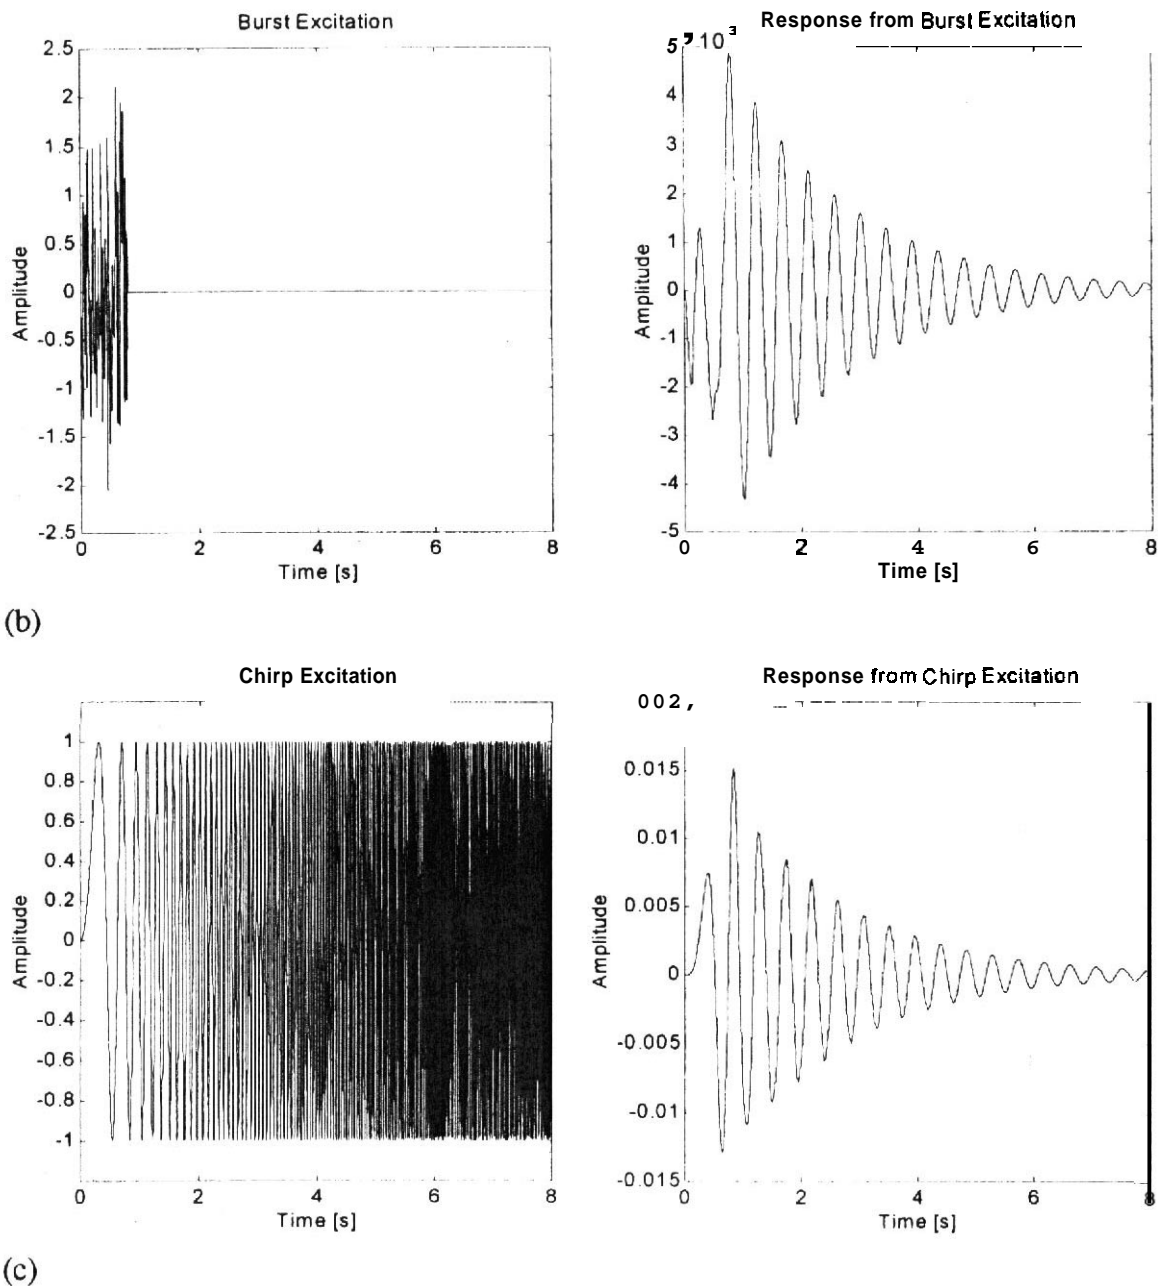 Burst Excitation
Response from Burst Excitation
5,10³
2.5
2
1.5
1
0.5
0
-0.5
-1
-1.5
-2
-2.5
Amplitude
0 2 4 6 8
Time [s]
4
3
2
1
0
-1
-2
-3
-4
-5
Amplitude
0 2 4 6 8
Time [s]
(b)
Chirp Excitation
Response from Chirp Excitation
002,
1
0.8
0.6
0.4
0.2
0
-0.2
-0.4
-0.6
-0.8
-1
Amplitude
0 2 4 6 8
Time [s]
0.015
0.01
0.005
0
-0.005
-0.01
-0.015
Amplitude
0 2 4 6 8
Time [s]
(c)